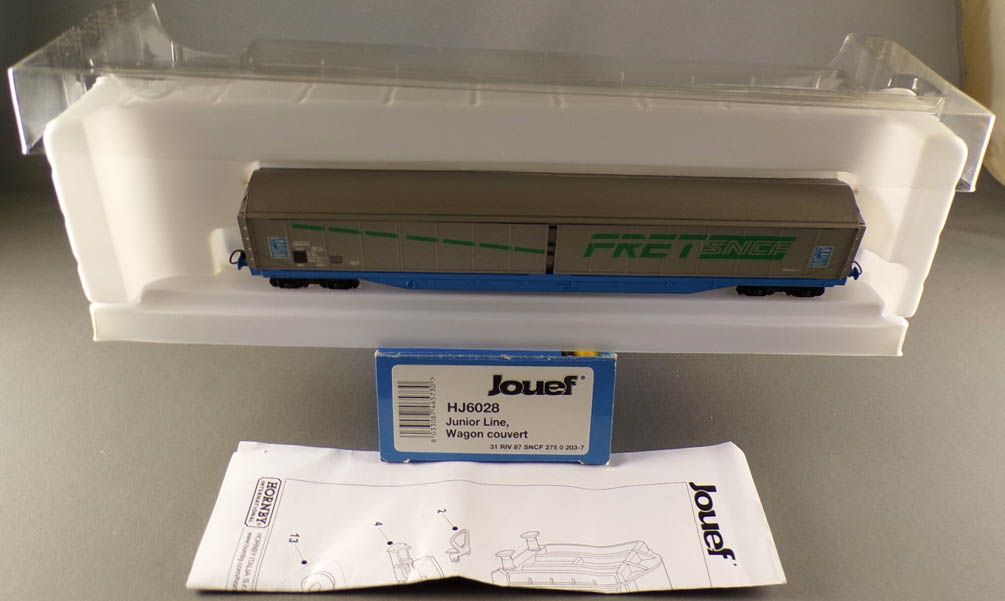 FRET SNCF
Jouef
HJ6028
Junior Line,
Wagon couvert
31 RIV 87 SNCF 275 0 203-7
Jouef
HORNBY
INTERNATIONAL
2
4
13